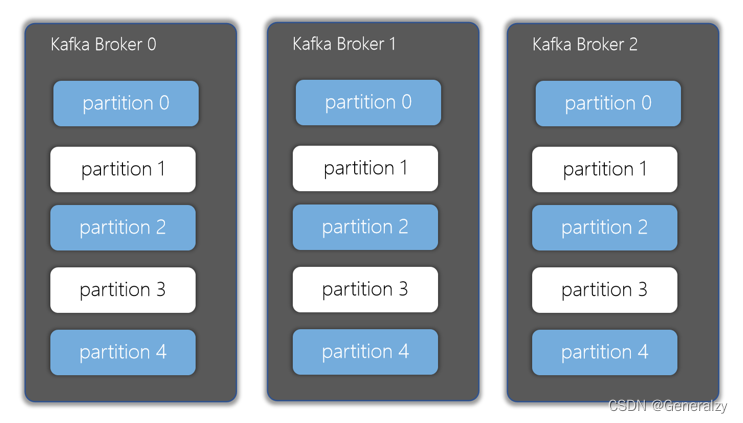 Kafka Broker 0
partition 0
partition 1
partition 2
partition 3
partition 4
Kafka Broker 1
partition 0
partition 1
partition 2
partition 3
partition 4
Kafka Broker 2
partition 0
partition 1
partition 2
partition 3
partition 4
CSDN @Generalzy